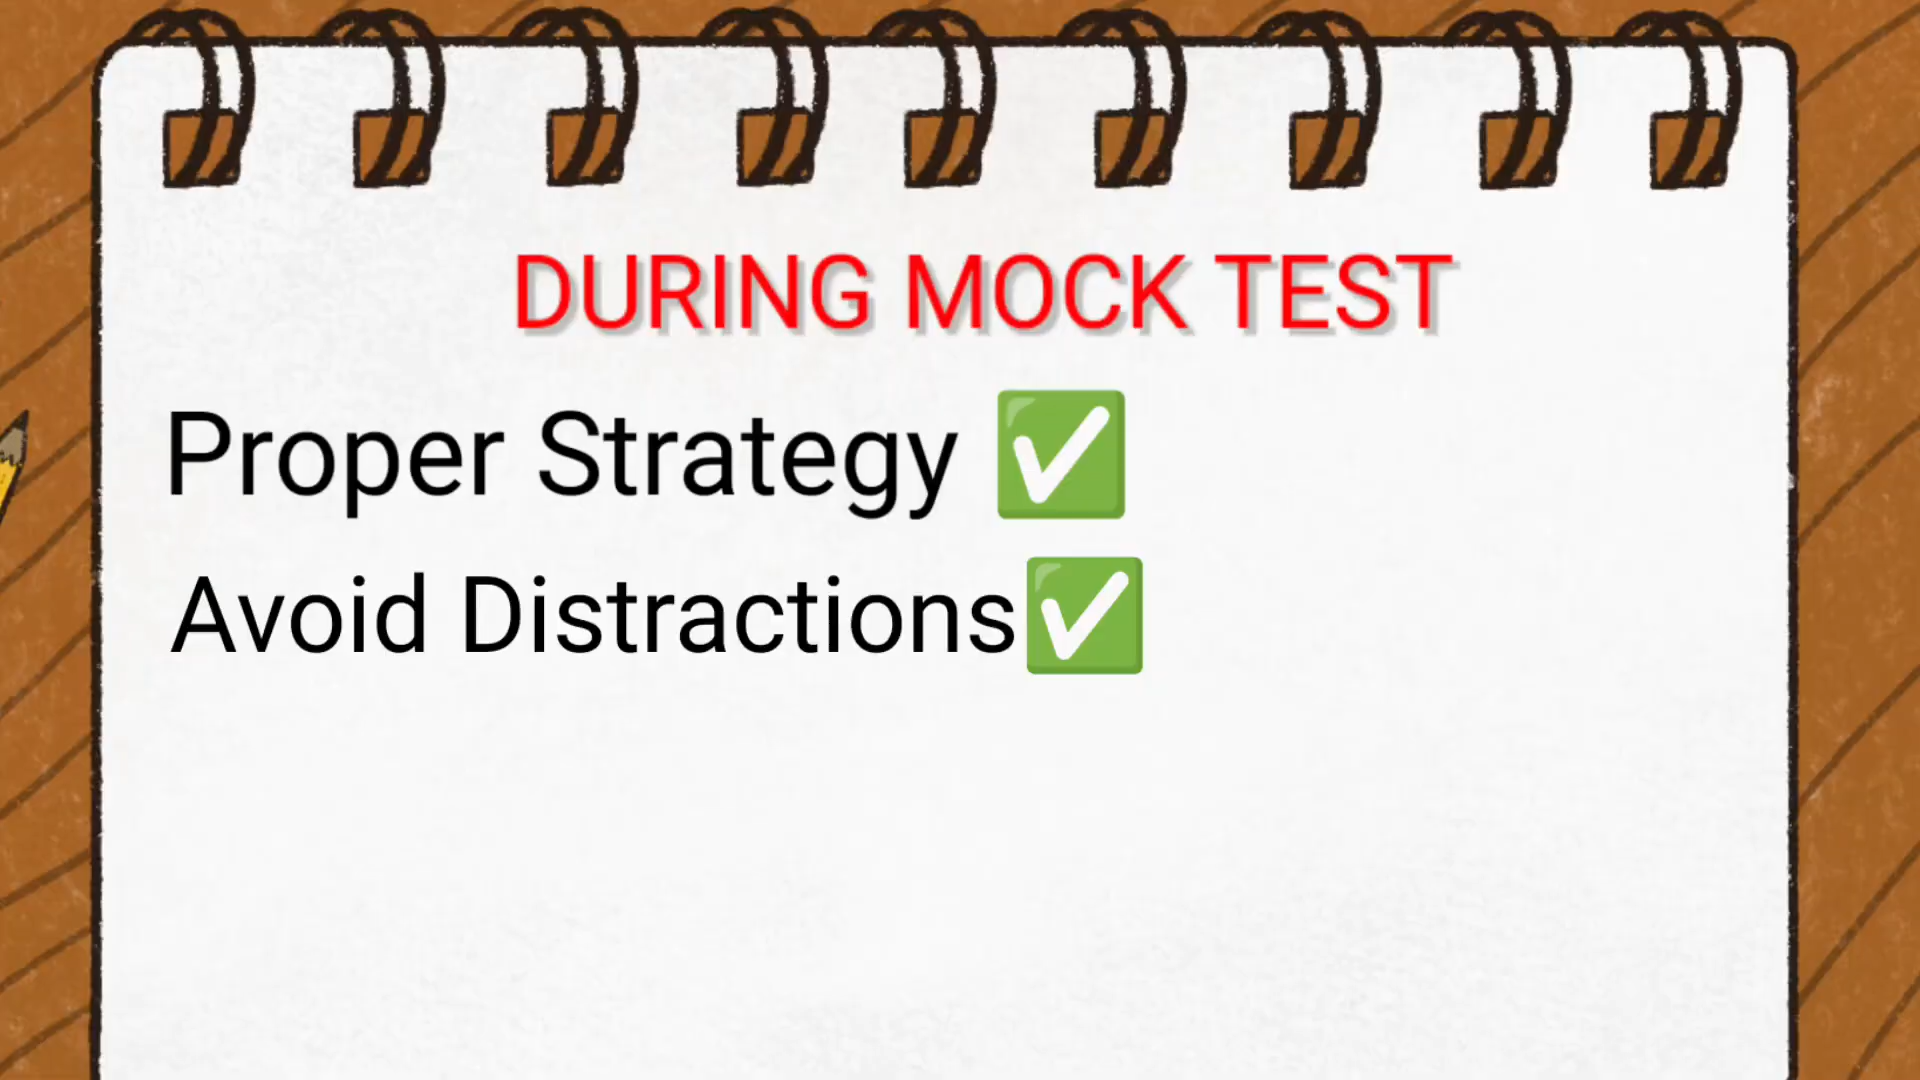 DURING MOCK TEST
Proper Strategy ✅
Avoid Distractions✅